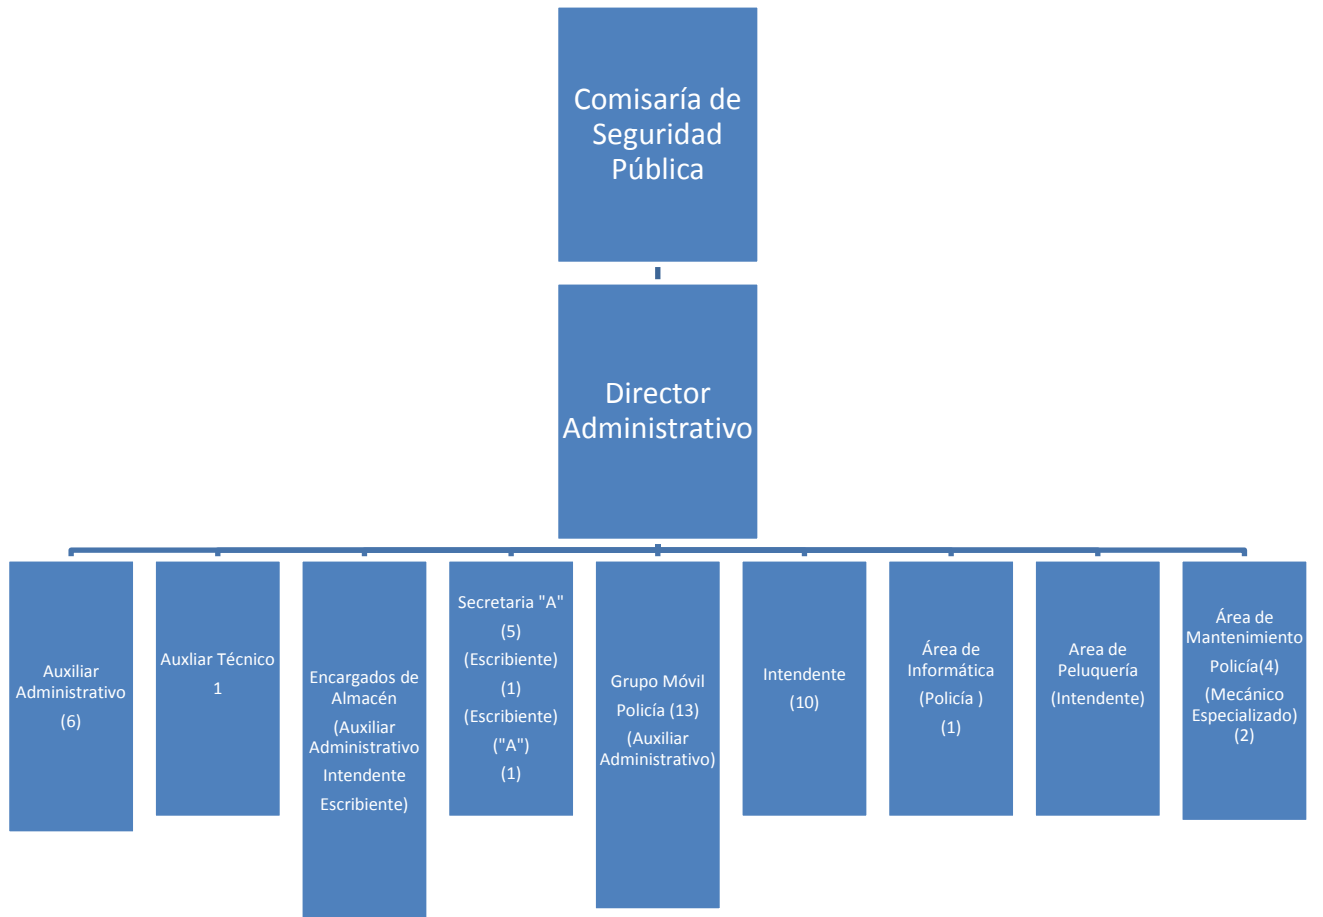 Comisaría de
Seguridad
Pública
Director
Administrativo
Auxiliar
Administrativo
(6)
Auxliar Técnico
1
Encargados de
Almacén
(Auxiliar
Administrativo
Intendente
Escribiente)
Secretaria "A"
(5)
(Escribiente)
(1)
(Escribiente)
("A")
(1)
Grupo Móvil
Policía (13)
(Auxiliar
Administrativo)
Intendente
(10)
Área de
Informática
(Policía )
(1)
Area de
Peluquería
(Intendente)
Área de
Mantenimiento
Policía(4)
(Mecánico
Especializado)
(2)